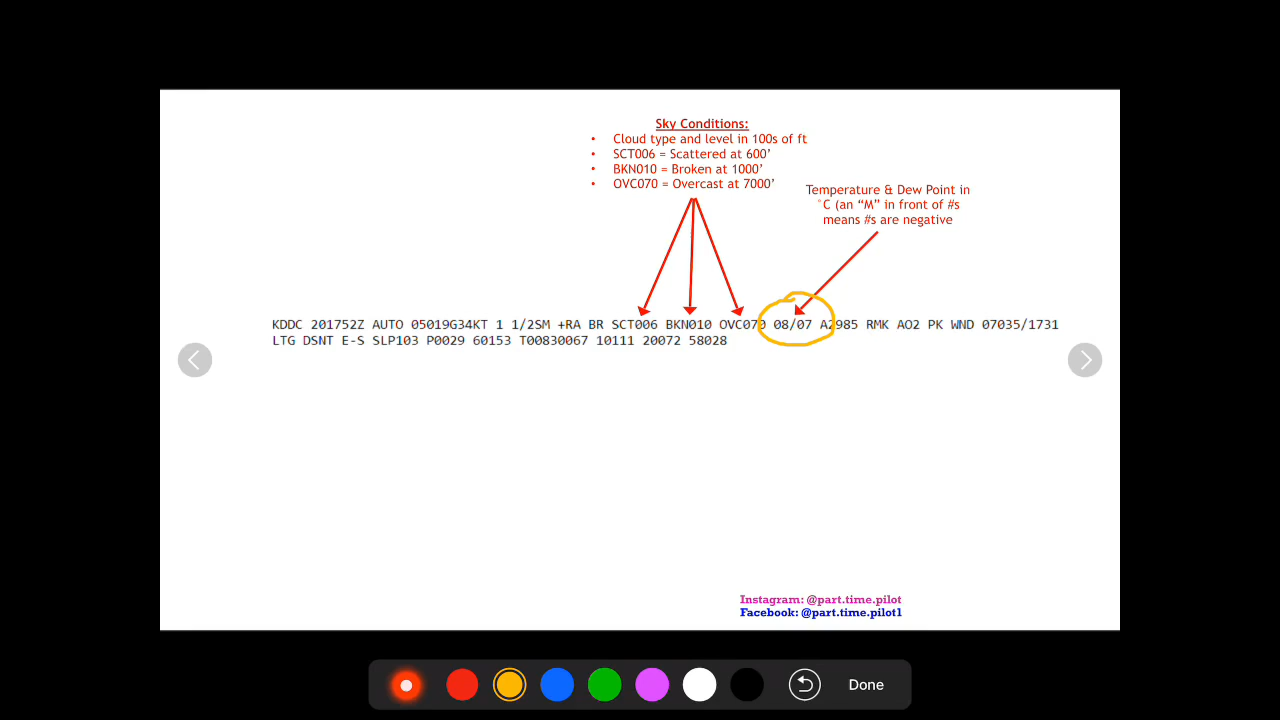 Sky Conditions:
• Cloud type and level in 100s of ft
• SCT006 = Scattered at 600’
• BKN010 = Broken at 1000’
• OVC070 = Overcast at 7000’
Temperature & Dew Point in
°C (an “M” in front of #s
means #s are negative
KDDC 201752Z AUTO 05019G34KT 1 1/2SM +RA BR SCT006 BKN010 OVC070 08/07 A2985 RMK AO2 PK WND 07035/1731
LTG DSNT E-S SLP103 P0029 60153 T00830067 10111 20072 58028
Instagram: @part.time.pilot
Facebook: @part.time.pilot1
Done